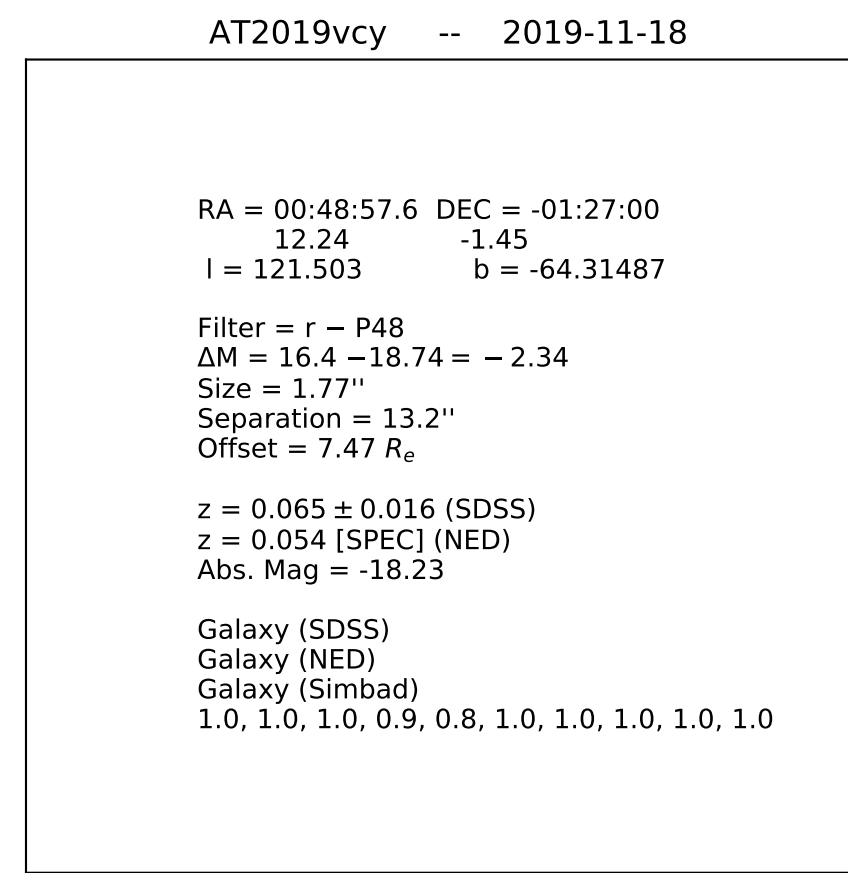 AT2019vcy -- 2019-11-18
RA = 00:48:57.6 DEC = -01:27:00
12.24 -1.45
l = 121.503 b = -64.31487
Filter = r − P48
ΔM = 16.4 −18.74 = − 2.34
Size = 1.77''
Separation = 13.2''
Offset = 7.47 Rₑ
z = 0.065 ± 0.016 (SDSS)
z = 0.054 [SPEC] (NED)
Abs. Mag = -18.23
Galaxy (SDSS)
Galaxy (NED)
Galaxy (Simbad)
1.0, 1.0, 1.0, 0.9, 0.8, 1.0, 1.0, 1.0, 1.0, 1.0